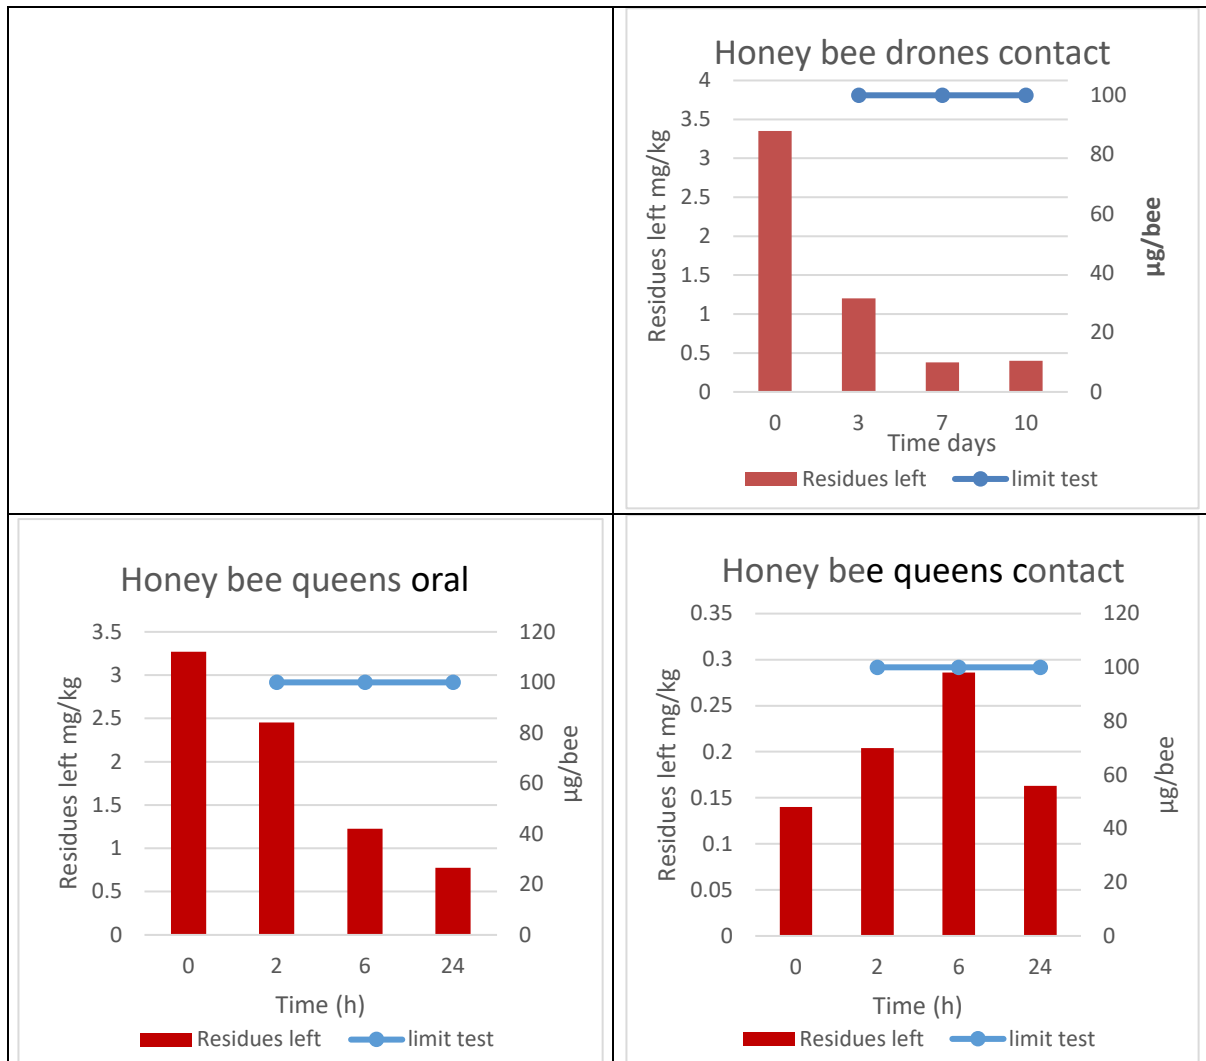 Honey bee drones contact
4
3.5
3
2.5
2
1.5
1
0.5
0
Residues left mg/kg
100
80
60
40
20
0
µg/bee
0 3 7 10
Time days
Residues left limit test
Honey bee queens oral
3.5
3
2.5
2
1.5
1
0.5
0
Residues left mg/kg
120
100
80
60
40
20
0
µg/bee
0 2 6 24
Time (h)
Residues left limit test
Honey bee queens contact
0.35
0.3
0.25
0.2
0.15
0.1
0.05
0
Residues left mg/kg
120
100
80
60
40
20
0
µg/bee
0 2 6 24
Time (h)
Residues left limit test